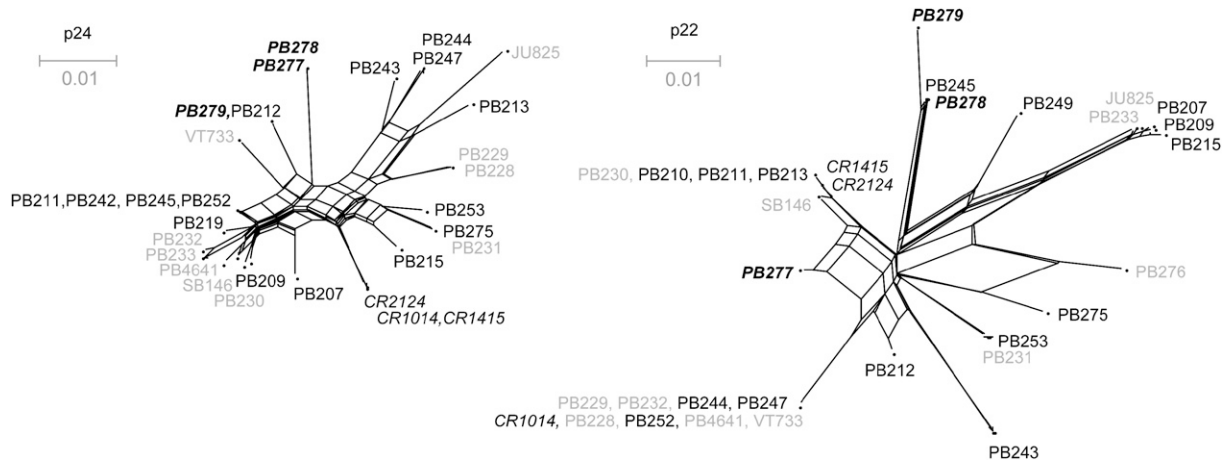 p24
0.01
PB278
PB277
PB279,PB212
VT733
PB243
PB244
PB247
JU825
PB213
PB229
PB228
PB211,PB242, PB245,PB252
PB219
PB232
PB233
PB4641
SB146
PB230
PB209
PB207
PB253
PB275
PB231
PB215
CR2124
CR1014,CR1415
p22
0.01
PB279
PB245
PB278
PB249
JU825
PB233
PB207
PB209
PB215
PB230, PB210, PB211, PB213
CR1415
CR2124
SB146
PB277
PB276
PB275
PB253
PB231
PB212
PB229, PB232, PB244, PB247
CR1014, PB228, PB252, PB4641, VT733
PB243